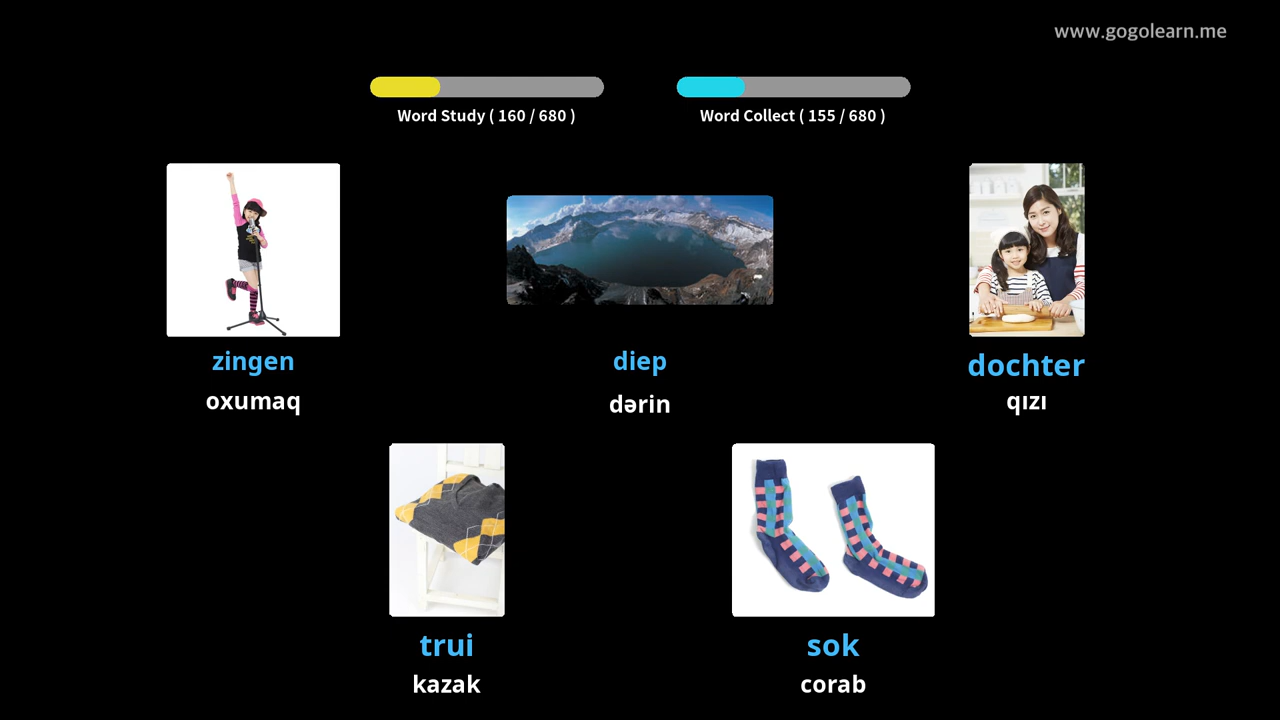 www.gogolearn.me
Word Study ( 160 / 680 )
Word Collect ( 155 / 680 )
zingen
oxumaq
diep
dərin
dochter
qızı
trui
kazak
sok
corab